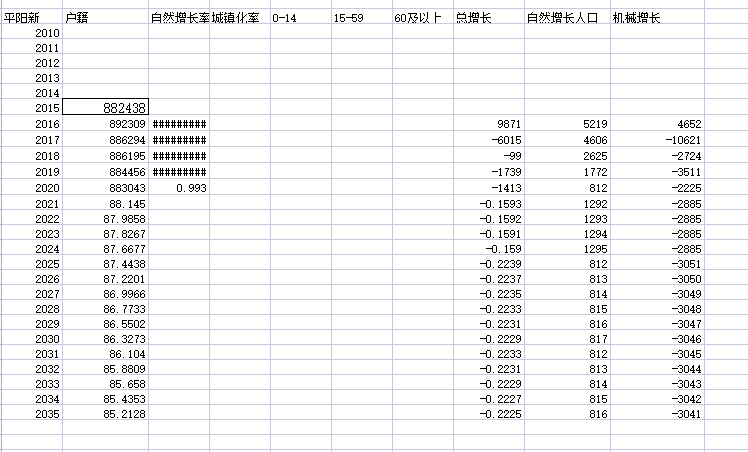 平阳新 户籍 自然增长率 城镇化率 0-14 15-59 60及以上 总增长 自然增长人口 机械增长
2010
2011
2012
2013
2014
2015 882438
2016 892309 ######### 9871 5219 4652
2017 886294 ######### -6015 4606 -10621
2018 886195 ######### -99 2625 -2724
2019 884456 ######### -1739 1772 -3511
2020 883043 0.993 -1413 812 -2225
2021 88.145 -0.1593 1292 -2885
2022 87.9858 -0.1592 1293 -2885
2023 87.8267 -0.1591 1294 -2885
2024 87.6677 -0.159 1295 -2885
2025 87.4438 -0.2239 812 -3051
2026 87.2201 -0.2237 813 -3050
2027 86.9966 -0.2235 814 -3049
2028 86.7733 -0.2233 815 -3048
2029 86.5502 -0.2231 816 -3047
2030 86.3273 -0.2229 817 -3046
2031 86.104 -0.2233 812 -3045
2032 85.8809 -0.2231 813 -3044
2033 85.658 -0.2229 814 -3043
2034 85.4353 -0.2227 815 -3042
2035 85.2128 -0.2225 816 -3041